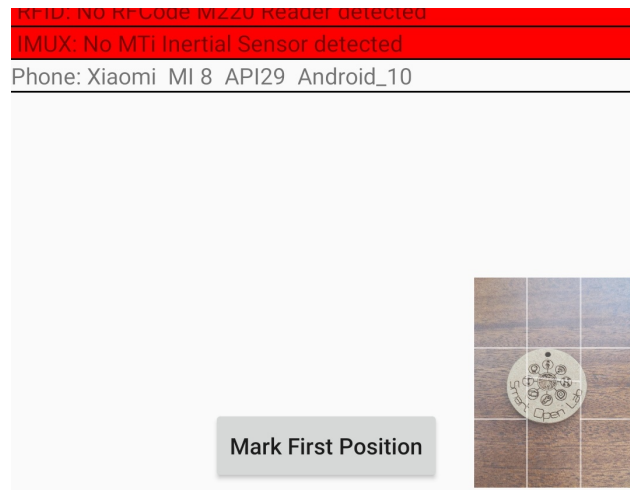 RFID: No RFCode M220 Reader detected
IMUX: No MTi Inertial Sensor detected
Phone: Xiaomi MI 8 API29 Android_10
Smart Open Lab
Mark First Position